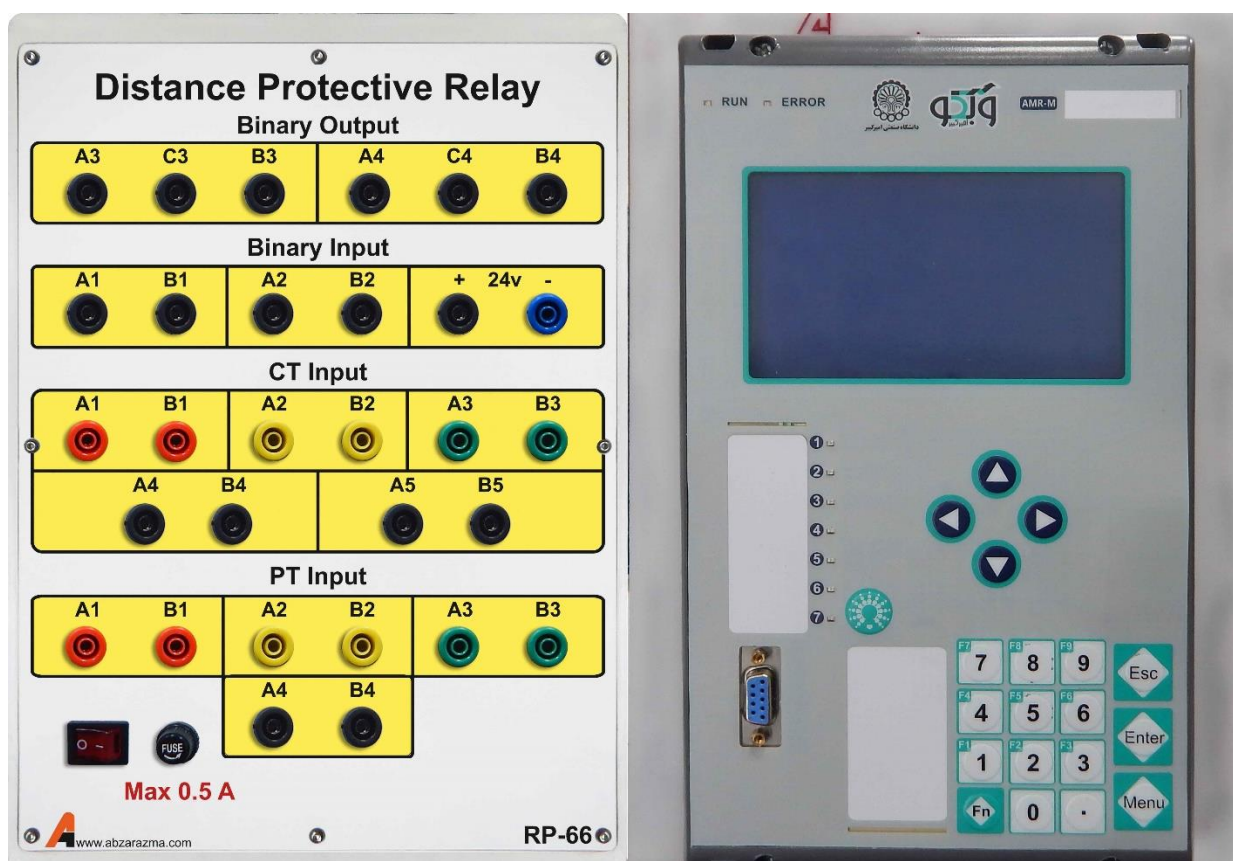 Distance Protective Relay
Binary Output
A3 C3 B3 A4 C4 B4
Binary Input
A1 B1 A2 B2 + 24v -
CT Input
A1 B1 A2 B2 A3 B3
A4 B4 A5 B5
PT Input
A1 B1 A2 B2 A3 B3
A4 B4
FUSE
Max 0.5 A
www.abzarazma.com
RP-66
RUN ERROR
دانشگاه صنعتی امیرکبیر
AMR-M
1
2
3
4
5
6
7
F7 7 F8 8 F9 9 Esc
F4 4 F5 5 F6 6 Enter
F1 1 F2 2 F3 3 Menu
Fn 0 .